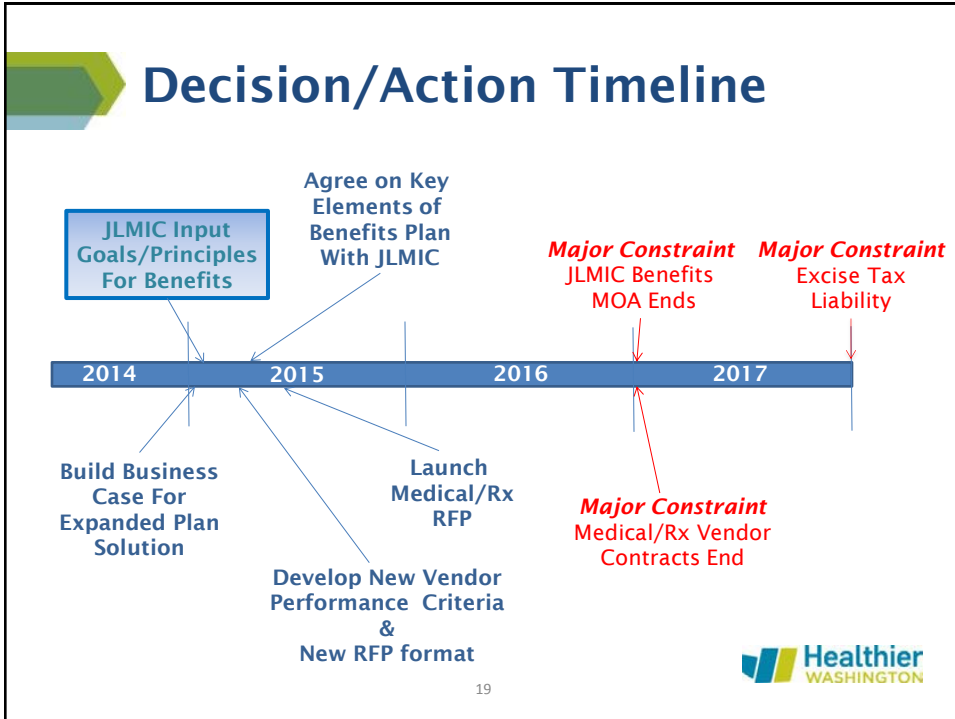 Decision/Action Timeline
JLMIC Input
Goals/Principles
For Benefits
Agree on Key
Elements of
Benefits Plan
With JLMIC
Major Constraint
JLMIC Benefits
MOA Ends
Major Constraint
Excise Tax
Liability
2014
2015
2016
2017
Build Business
Case For
Expanded Plan
Solution
Develop New Vendor
Performance Criteria
&
New RFP format
Launch
Medical/Rx
RFP
Major Constraint
Medical/Rx Vendor
Contracts End
19
Healthier
WASHINGTON